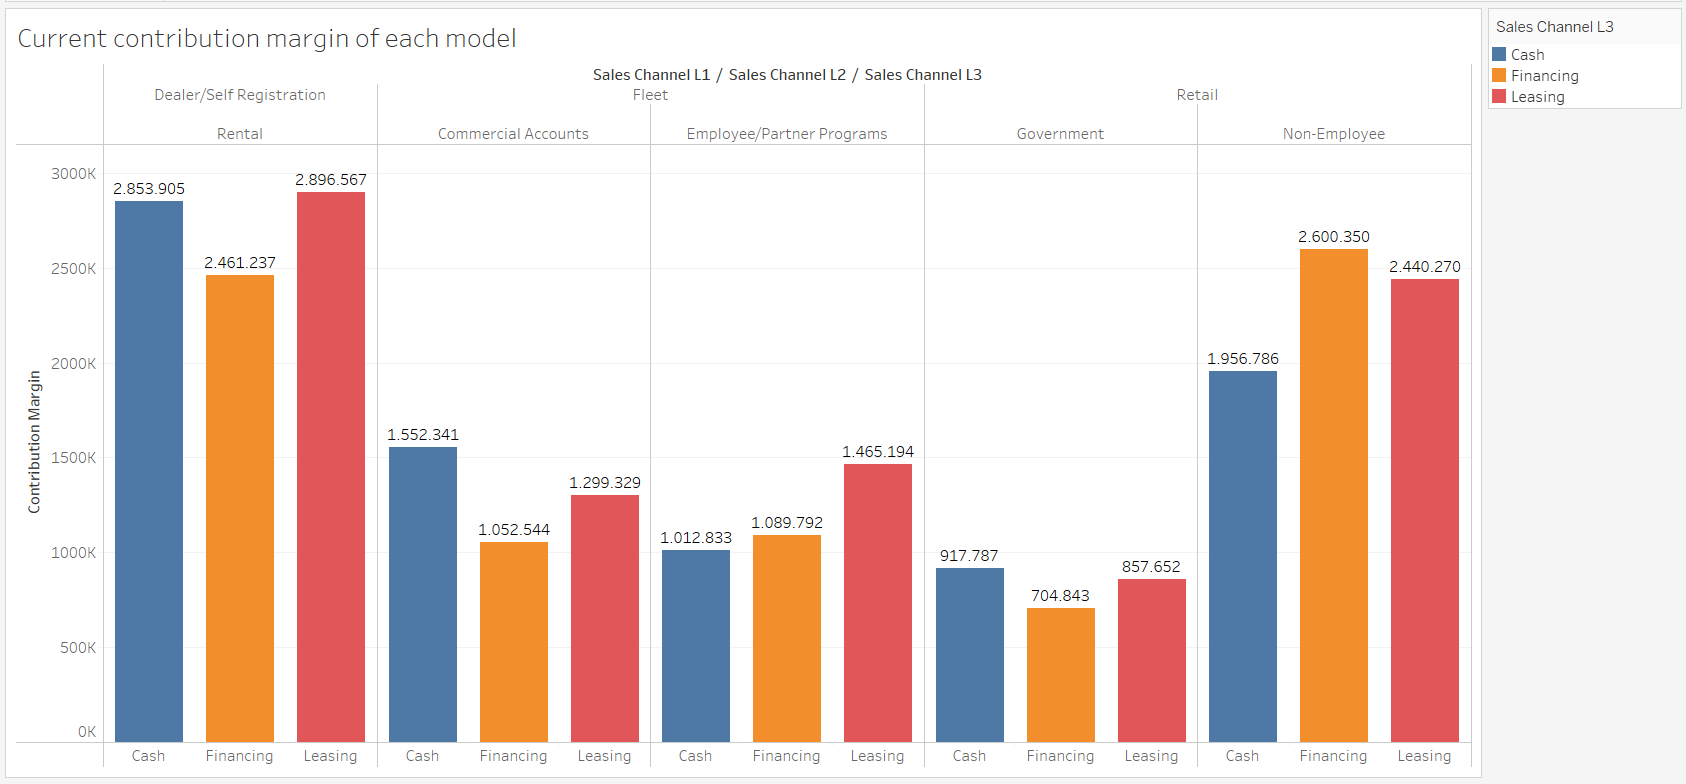 Current contribution margin of each model
Sales Channel L1 / Sales Channel L2 / Sales Channel L3
Dealer/Self Registration Fleet Retail
Rental Commercial Accounts Employee/Partner Programs Government Non-Employee
Contribution Margin
3000K
2500K
2000K
1500K
1000K
500K
0K
2.853.905 2.461.237 2.896.567
1.552.341 1.052.544 1.299.329
1.012.833 1.089.792 1.465.194
917.787 704.843 857.652
1.956.786 2.600.350 2.440.270
Cash Financing Leasing Cash Financing Leasing Cash Financing Leasing Cash Financing Leasing Cash Financing Leasing
Sales Channel L3
Cash
Financing
Leasing